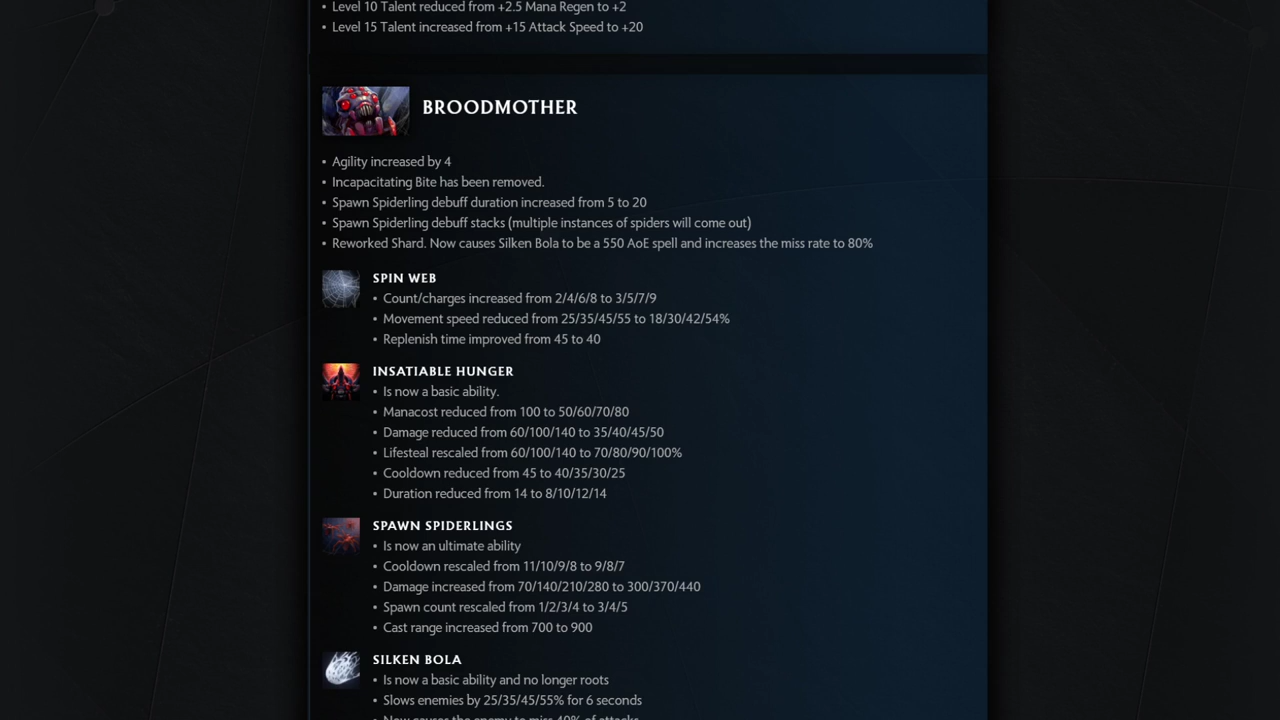 • Level 10 Talent reduced from +2.5 Mana Regen to +2
• Level 15 Talent increased from +15 Attack Speed to +20
BROODMOTHER
• Agility increased by 4
• Incapacitating Bite has been removed.
• Spawn Spiderling debuff duration increased from 5 to 20
• Spawn Spiderling debuff stacks (multiple instances of spiders will come out)
• Reworked Shard. Now causes Silken Bola to be a 550 AoE spell and increases the miss rate to 80%
SPIN WEB
• Count/charges increased from 2/4/6/8 to 3/5/7/9
• Movement speed reduced from 25/35/45/55 to 18/30/42/54%
• Replenish time improved from 45 to 40
INSATIABLE HUNGER
• Is now a basic ability.
• Manacost reduced from 100 to 50/60/70/80
• Damage reduced from 60/100/140 to 35/40/45/50
• Lifesteal rescaled from 60/100/140 to 70/80/90/100%
• Cooldown reduced from 45 to 40/35/30/25
• Duration reduced from 14 to 8/10/12/14
SPAWN SPIDERLINGS
• Is now an ultimate ability
• Cooldown rescaled from 11/10/9/8 to 9/8/7
• Damage increased from 70/140/210/280 to 300/370/440
• Spawn count rescaled from 1/2/3/4 to 3/4/5
• Cast range increased from 700 to 900
SILKEN BOLA
• Is now a basic ability and no longer roots
• Slows enemies by 25/35/45/55% for 6 seconds
• Now causes the enemy to miss 40% of attacks